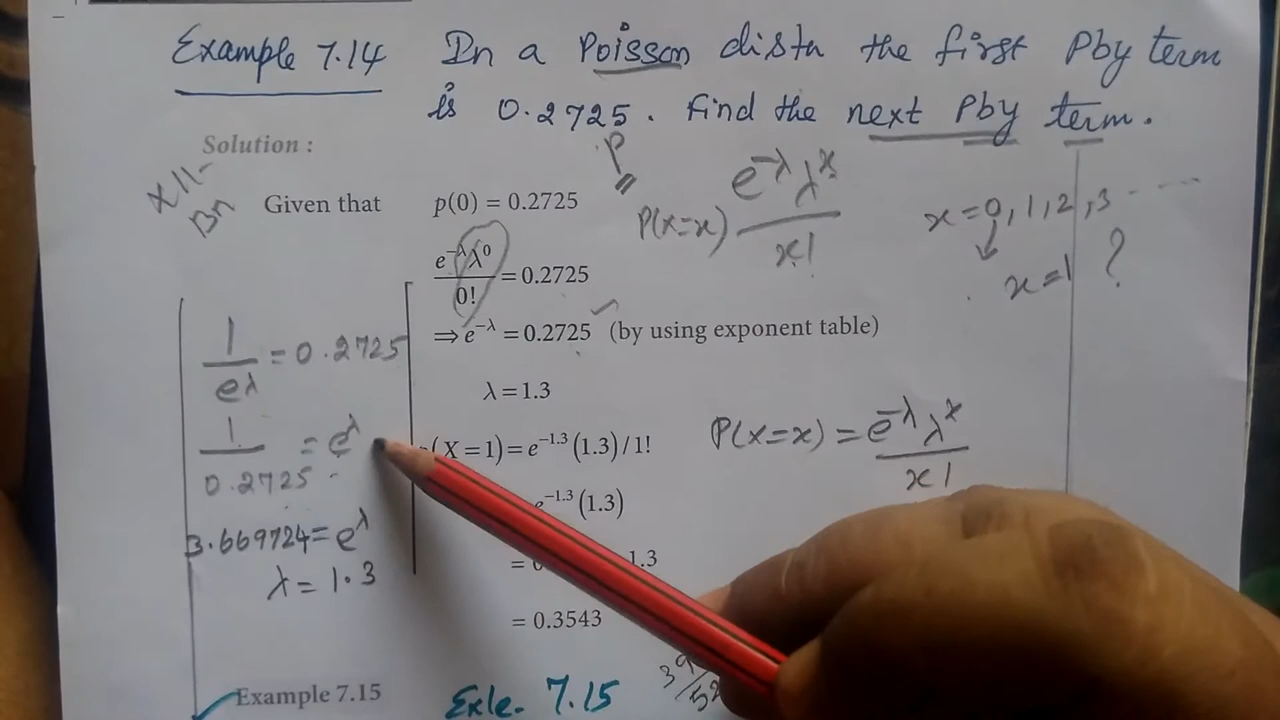 Example 7.14 In a Poisson distn the first Pby term
is 0.2725. Find the next Pby term.
Solution :
XII-
Bn
Given that p(0) = 0.2725
P
P(X=x) e^-λ λ^x / x!
x = 0, 1, 2, 3 - - - -
x = 1 ?
e^-λ λ^0 / 0! = 0.2725
⇒ e^-λ = 0.2725 (by using exponent table)
λ = 1.3
1 / e^λ = 0.2725
1 / 0.2725 = e^λ
3.669724 = e^λ
λ = 1.3
(X = 1) = e^-1.3 (1.3) / 1!
P(X=x) = e^-λ λ^x / x!
e^-1.3 (1.3)
= 1.3
= 0.3543
Example 7.15 Exle. 7.15